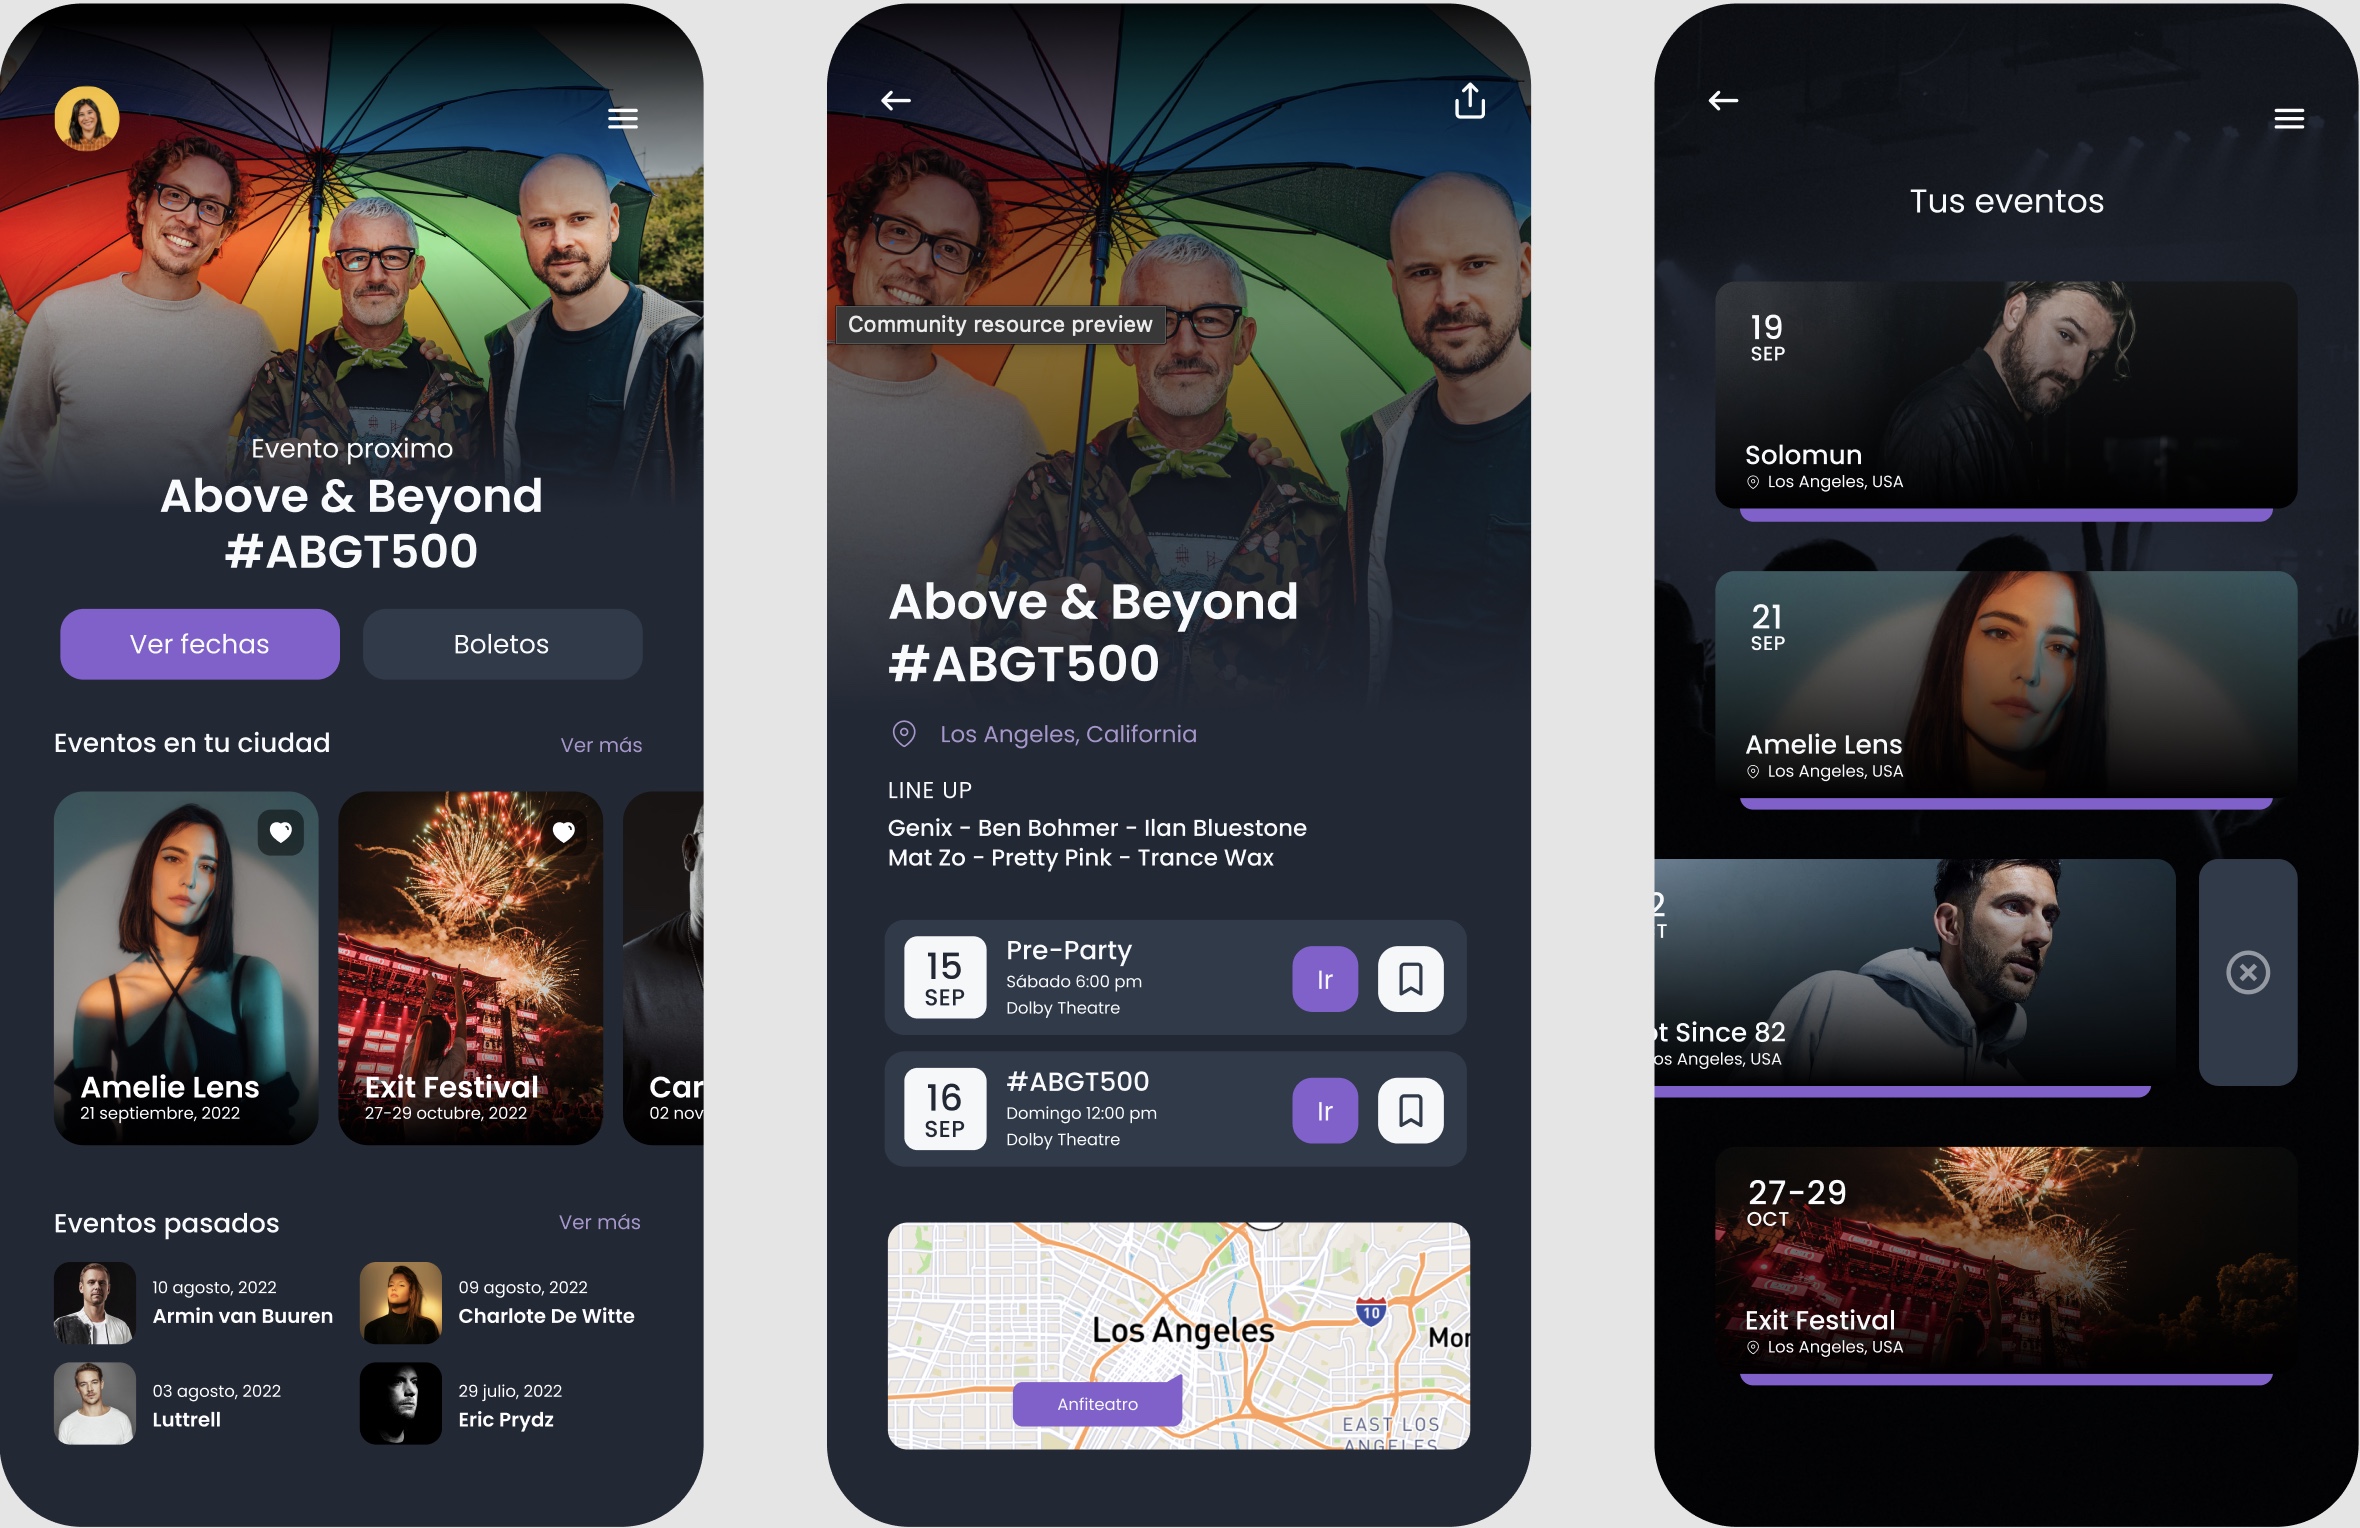 Evento proximo
Above & Beyond
#ABGT500
Ver fechas
Boletos
Eventos en tu ciudad
Ver más
Amelie Lens
21 septiembre, 2022
Exit Festival
27-29 octubre, 2022
Car
02 nov
Eventos pasados
Ver más
10 agosto, 2022
Armin van Buuren
09 agosto, 2022
Charlote De Witte
03 agosto, 2022
Luttrell
29 julio, 2022
Eric Prydz
Community resource preview
Above & Beyond
#ABGT500
Los Angeles, California
LINE UP
Genix - Ben Bohmer - Ilan Bluestone
Mat Zo - Pretty Pink - Trance Wax
15
SEP
Pre-Party
Sábado 6:00 pm
Dolby Theatre
Ir
16
SEP
#ABGT500
Domingo 12:00 pm
Dolby Theatre
Ir
10
Los Angeles
Mon
Anfiteatro
EAST LOS
ANGELES
Tus eventos
19
SEP
Solomun
Los Angeles, USA
21
SEP
Amelie Lens
Los Angeles, USA
2
T
ot Since 82
os Angeles, USA
27-29
OCT
Exit Festival
Los Angeles, USA